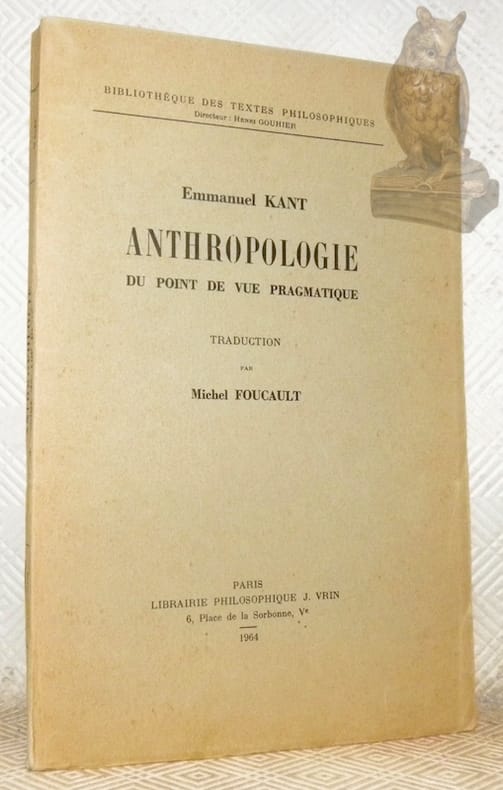 BIBLIOTHÈQUE DES TEXTES PHILOSOPHIQUES
Directeur : Henri GOUHIER
Emmanuel KANT
ANTHROPOLOGIE
DU POINT DE VUE PRAGMATIQUE
TRADUCTION
PAR
Michel FOUCAULT
PARIS
LIBRAIRIE PHILOSOPHIQUE J. VRIN
6, Place de la Sorbonne, Ve
1964